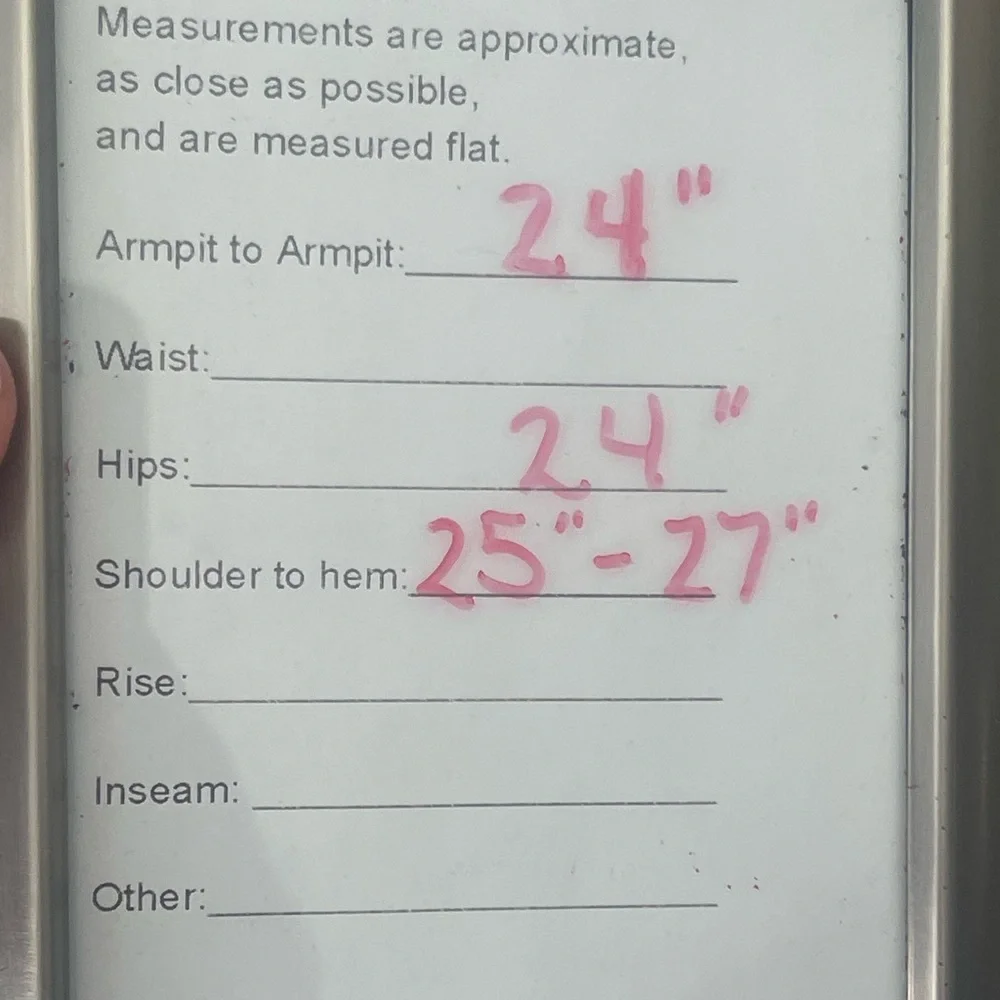 Measurements are approximate,
as close as possible,
and are measured flat.
Armpit to Armpit: 24"
Waist:
Hips: 24"
Shoulder to hem: 25" - 27"
Rise:
Inseam:
Other: